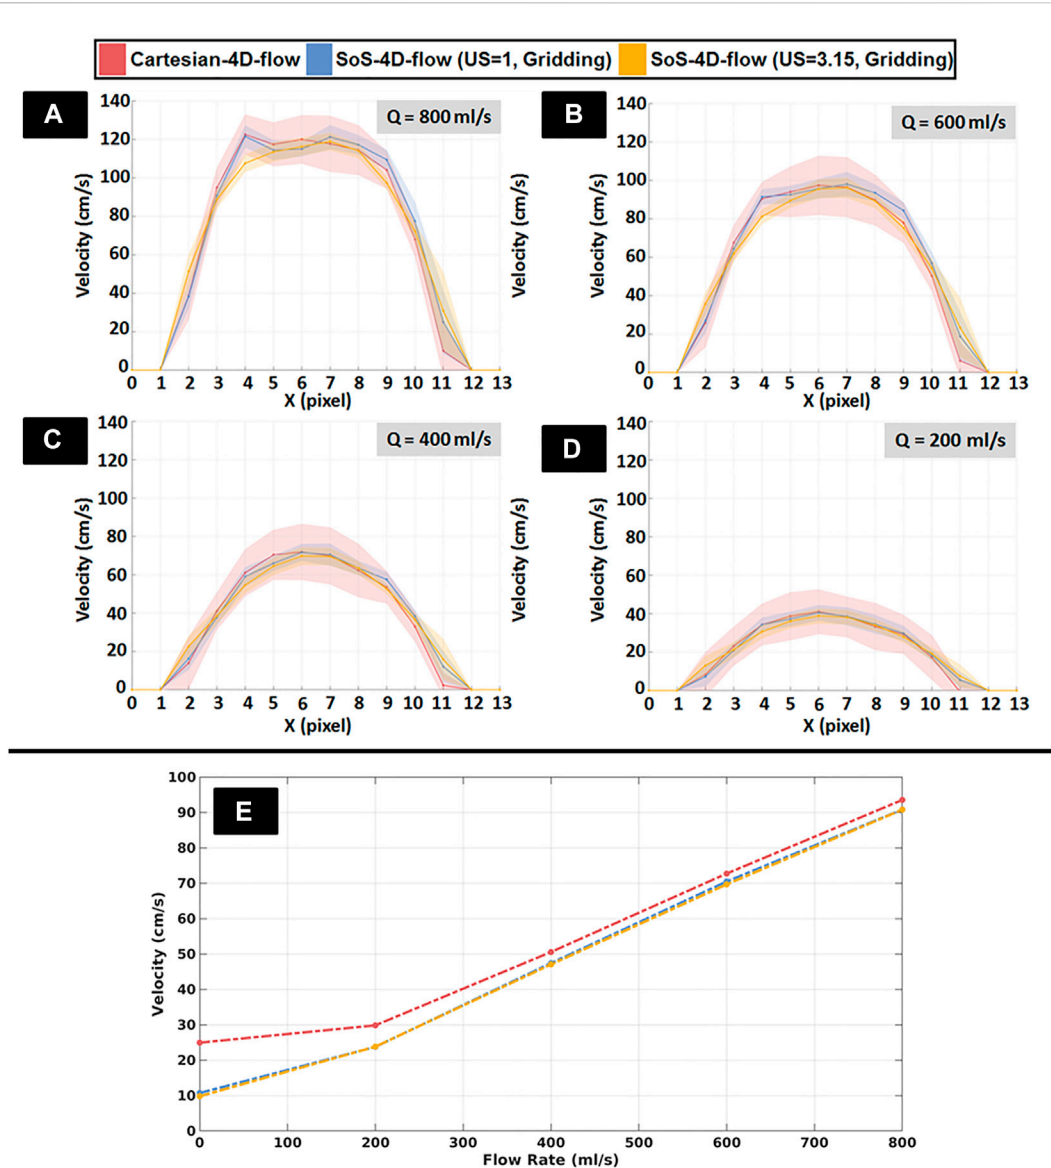 Cartesian-4D-flow SoS-4D-flow (US=1, Gridding) SoS-4D-flow (US=3.15, Gridding)
A
Q = 800 ml/s
140
120
100
80
60
40
20
0
Velocity (cm/s)
0 1 2 3 4 5 6 7 8 9 10 11 12 13
X (pixel)
B
Q = 600 ml/s
Velocity (cm/s)
140
120
100
80
60
40
20
0
Velocity (cm/s)
0 1 2 3 4 5 6 7 8 9 10 11 12 13
X (pixel)
C
Q = 400 ml/s
140
120
100
80
60
40
20
0
Velocity (cm/s)
0 1 2 3 4 5 6 7 8 9 10 11 12 13
X (pixel)
D
Q = 200 ml/s
Velocity (cm/s)
140
120
100
80
60
40
20
0
Velocity (cm/s)
0 1 2 3 4 5 6 7 8 9 10 11 12 13
X (pixel)
E
100
90
80
70
60
50
40
30
20
10
0
Velocity (cm/s)
0 100 200 300 400 500 600 700 800
Flow Rate (ml/s)